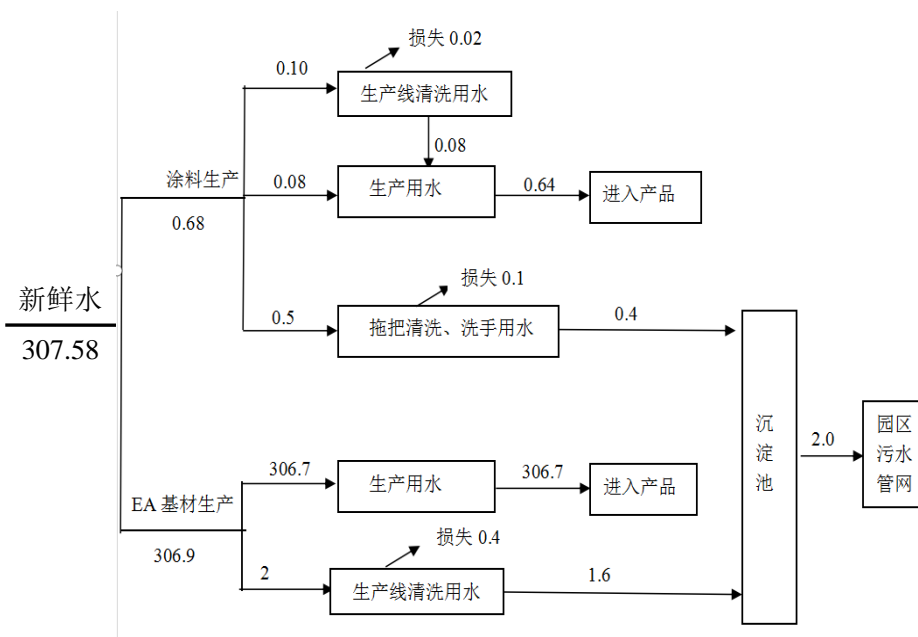 损失 0.02
0.10
生产线清洗用水
0.08
涂料生产
0.68
0.08
生产用水
0.64
进入产品
损失 0.1
0.5
拖把清洗、洗手用水
0.4
新鲜水
307.58
沉淀池
2.0
园区
污水
管网
306.7
生产用水
306.7
进入产品
EA 基材生产
306.9
损失 0.4
2
生产线清洗用水
1.6